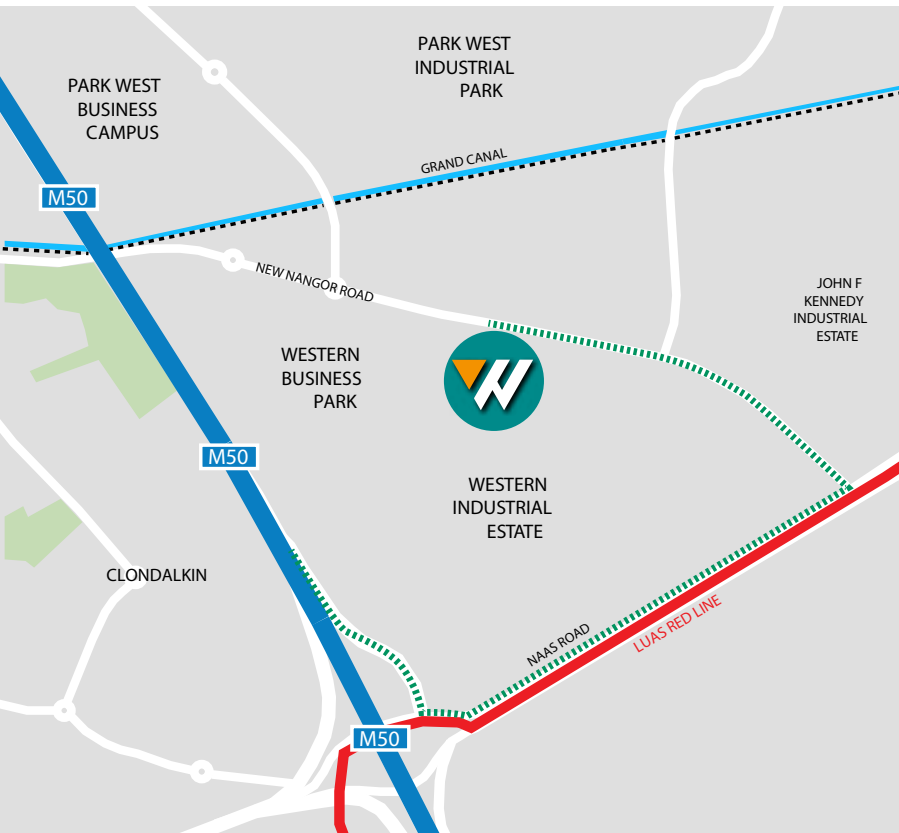 PARK WEST
INDUSTRIAL
PARK
PARK WEST
BUSINESS
CAMPUS
GRAND CANAL
M50
NEW NANGOR ROAD
JOHN F
KENNEDY
INDUSTRIAL
ESTATE
WESTERN
BUSINESS
PARK
M50
WESTERN
INDUSTRIAL
ESTATE
CLONDALKIN
NAAS ROAD
LUAS RED LINE
M50